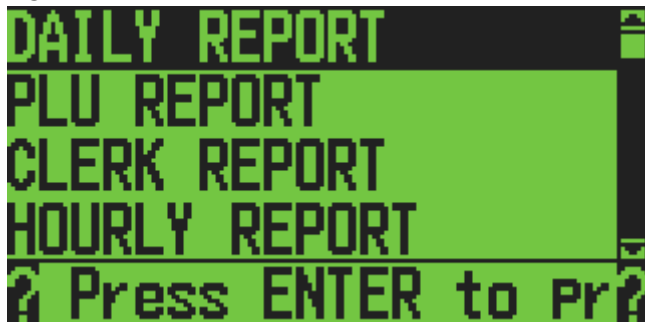 DAILY REPORT
PLU REPORT
CLERK REPORT
HOURLY REPORT
? Press ENTER to pr?